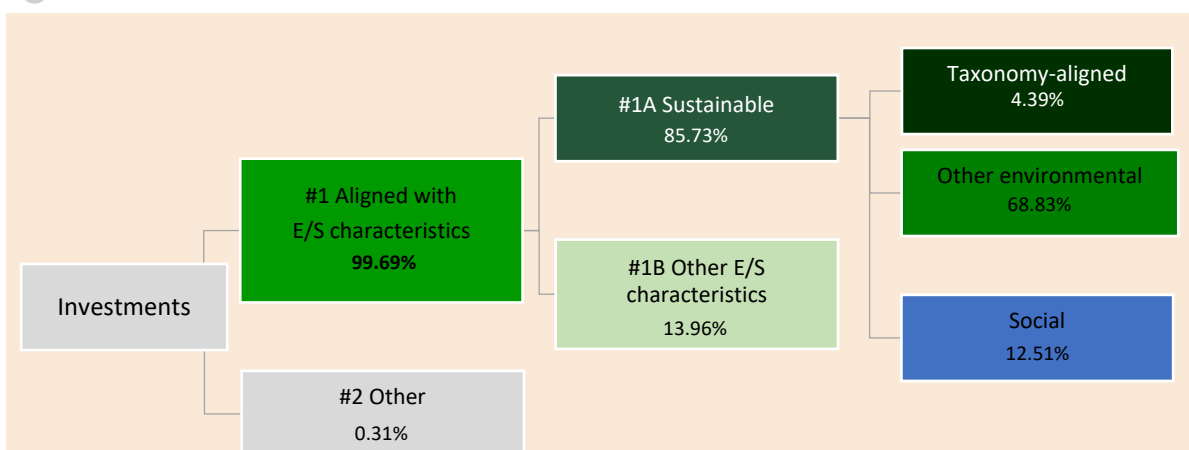 Investments
#1 Aligned with
E/S characteristics
99.69%
#2 Other
0.31%
#1A Sustainable
85.73%
#1B Other E/S
characteristics
13.96%
Taxonomy-aligned
4.39%
Other environmental
68.83%
Social
12.51%